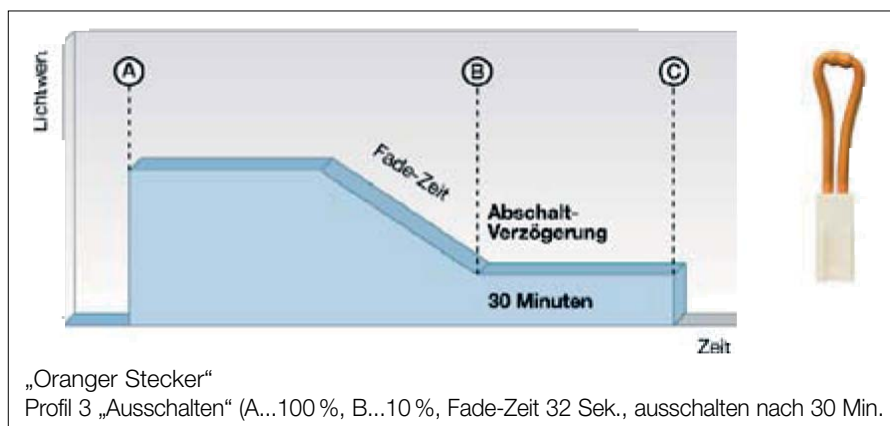 Lichtwert
A
B
C
Fade-Zeit
Abschalt-
Verzögerung
30 Minuten
Zeit
„Oranger Stecker“
Profil 3 „Ausschalten“ (A...100 %, B...10 %, Fade-Zeit 32 Sek., ausschalten nach 30 Min.